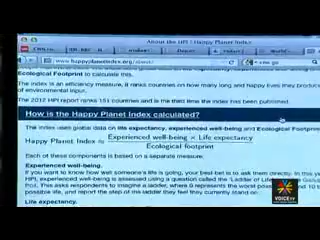 About the HPI | Happy Planet Index
www.happyplanetindex.org/about/
Ecological Footprint to calculate this.
The index is an efficiency measure, it ranks countries on how many long and happy lives they produce
of environmental input.
The 2012 HPI report ranks 151 countries and is the third time the index has been published.
How is the Happy Planet Index calculated?
The index uses global data on life expectancy, experienced well-being and Ecological Footprint
Happy Planet Index ≈ Experienced well-being × Life expectancy
Ecological footprint
Each of these components is based on a separate measure.
Experienced well-being.
If you want to know how well someone's life is going, your best bet is to ask them directly. In this ye
HPI, experienced well-being is assessed using a question called the 'Ladder of Life'
that. This asks respondents to imagine a ladder, where 0 represents the worst possible and 10
possible life, and report the step of the ladder they feel they currently stand on.
Life expectancy.
VOICETV